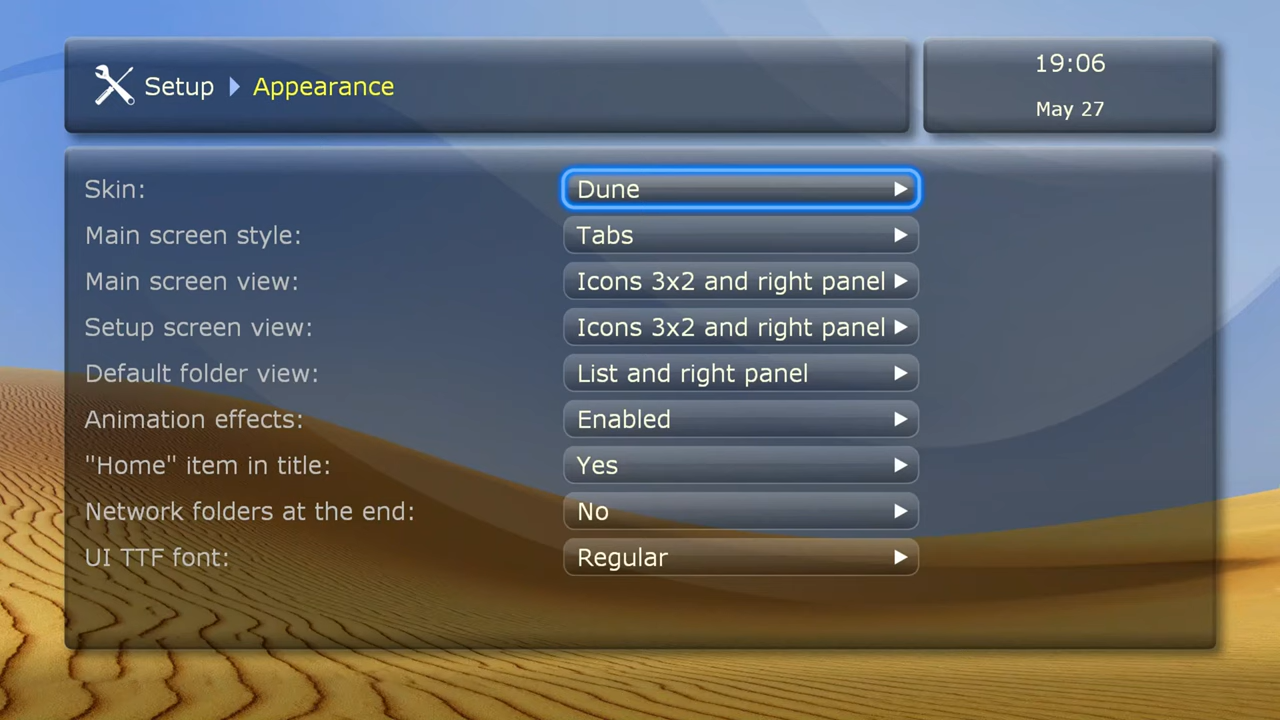 Setup Appearance
19:06
May 27
Skin: Dune
Main screen style: Tabs
Main screen view: Icons 3x2 and right panel
Setup screen view: Icons 3x2 and right panel
Default folder view: List and right panel
Animation effects: Enabled
"Home" item in title: Yes
Network folders at the end: No
UI TTF font: Regular